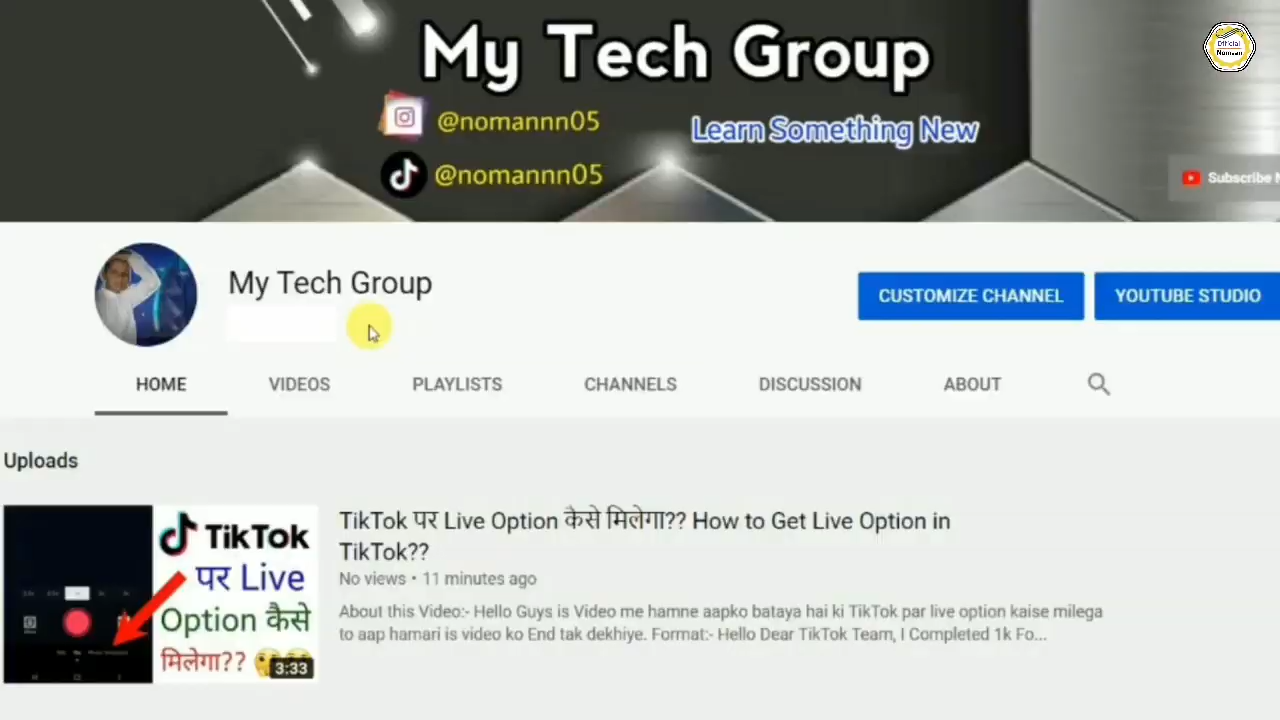 My Tech Group
Official
Noman
@nomannn05
Learn Something New
@nomannn05
Subscribe
My Tech Group
CUSTOMIZE CHANNEL
YOUTUBE STUDIO
HOME
VIDEOS
PLAYLISTS
CHANNELS
DISCUSSION
ABOUT
Uploads
TikTok
पर Live
Option कैसे
मिलेगा??
3:33
TikTok पर Live Option कैसे मिलेगा?? How to Get Live Option in
TikTok??
No views • 11 minutes ago
About this Video:- Hello Guys is Video me hamne aapko bataya hai ki TikTok par live option kaise milega
to aap hamari is video ko End tak dekhiye. Format:- Hello Dear TikTok Team, I Completed 1k Fo...